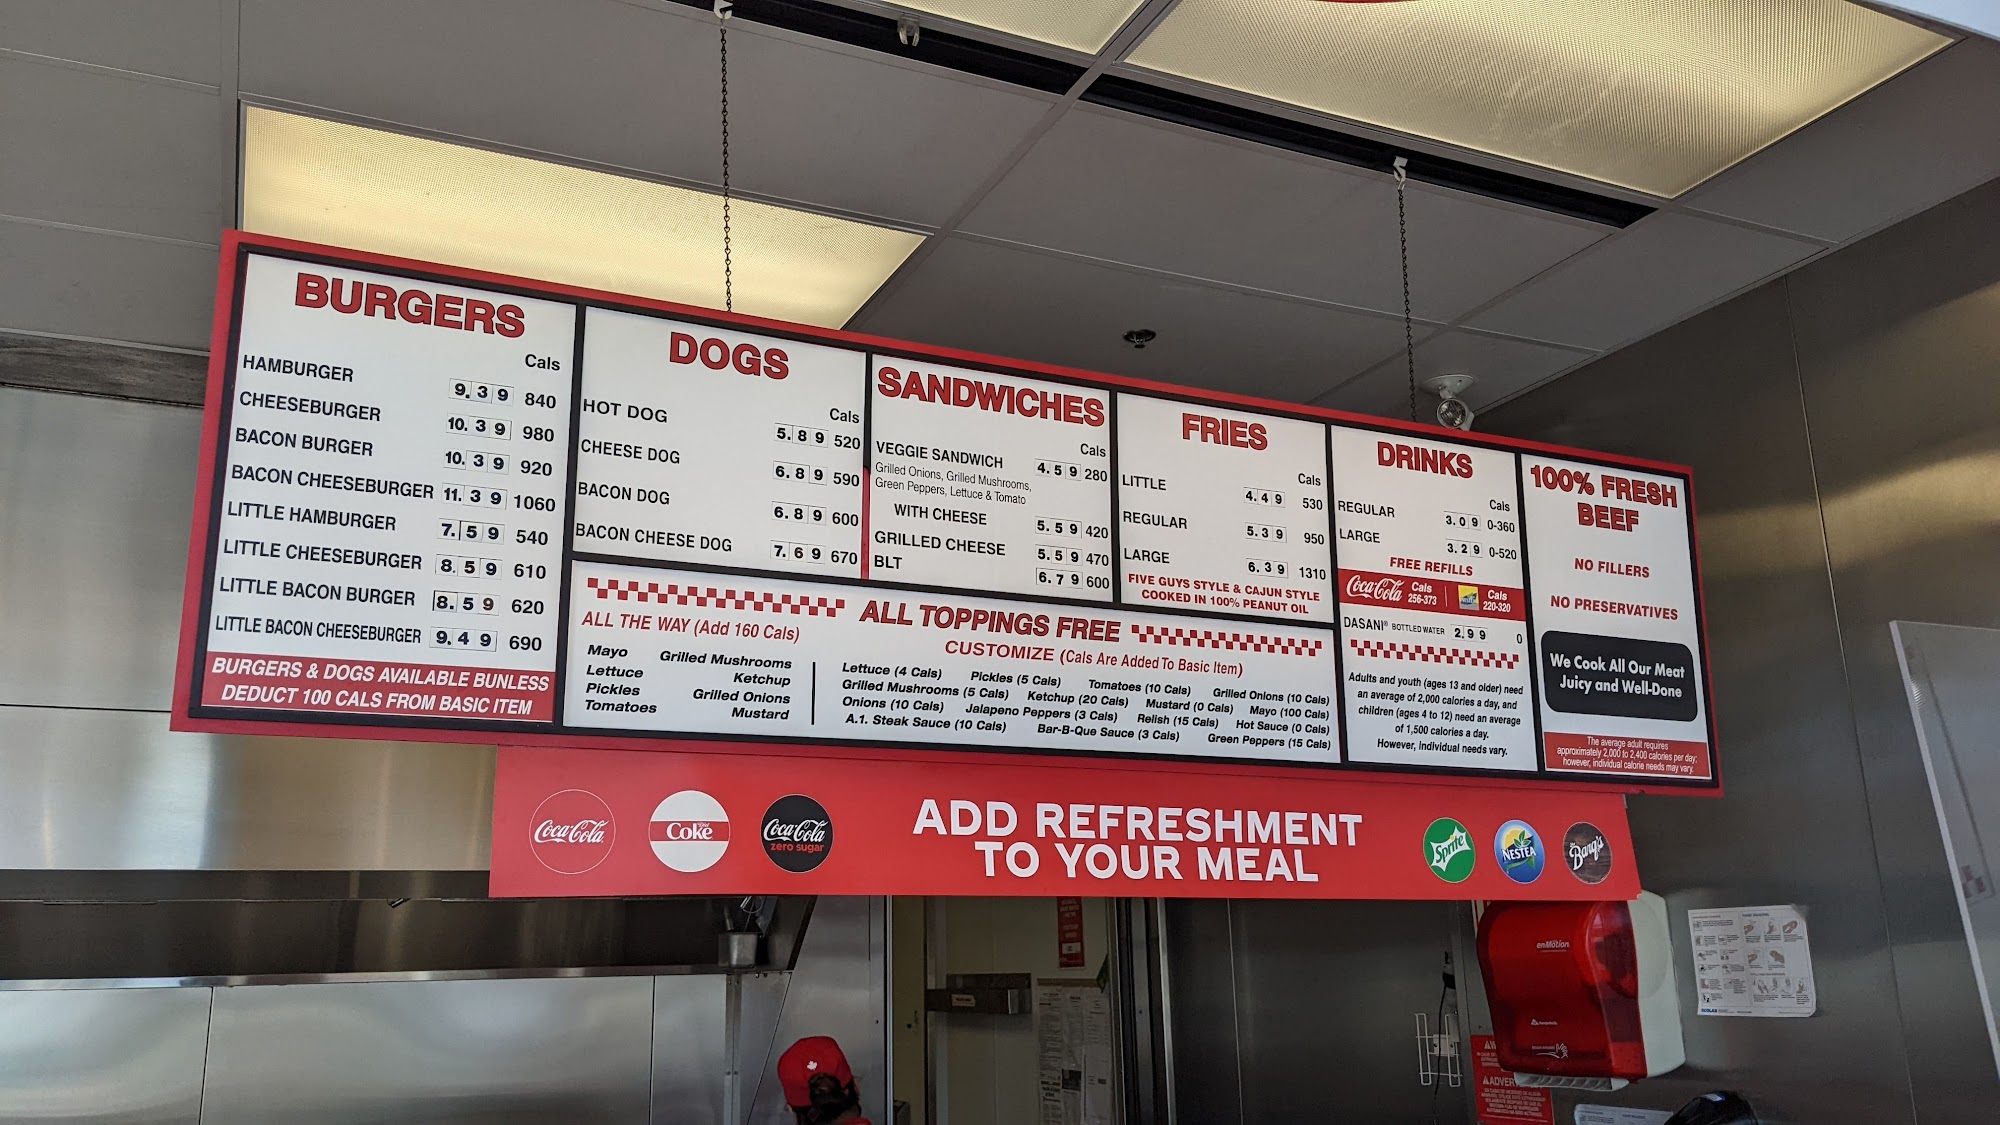 BURGERS
Cals
HAMBURGER 9.39 840
CHEESEBURGER 10.39 980
BACON BURGER 10.39 920
BACON CHEESEBURGER 11.39 1060
LITTLE HAMBURGER 7.59 540
LITTLE CHEESEBURGER 8.59 610
LITTLE BACON BURGER 8.59 620
LITTLE BACON CHEESEBURGER 9.49 690
BURGERS & DOGS AVAILABLE BUNLESS
DEDUCT 100 CALS FROM BASIC ITEM
DOGS
Cals
HOT DOG 5.89 520
CHEESE DOG 6.89 590
BACON DOG 6.89 600
BACON CHEESE DOG 7.69 670
SANDWICHES
Cals
VEGGIE SANDWICH 4.59 280
Grilled Onions, Grilled Mushrooms,
Green Peppers, Lettuce & Tomato
WITH CHEESE 5.59 420
GRILLED CHEESE 5.59 470
BLT 6.79 600
FRIES
Cals
LITTLE 4.49 530
REGULAR 5.39 950
LARGE 6.39 1310
FIVE GUYS STYLE & CAJUN STYLE
COOKED IN 100% PEANUT OIL
DRINKS
Cals
REGULAR 3.09 0-360
LARGE 3.29 0-520
FREE REFILLS
Coca-Cola Cals 256-373 Cals 220-320
DASANI® BOTTLED WATER 2.99 0
Adults and youth (ages 13 and older) need
an average of 2,000 calories a day, and
children (ages 4 to 12) need an average
of 1,500 calories a day.
However, individual needs vary.
100% FRESH
BEEF
NO FILLERS
NO PRESERVATIVES
We Cook All Our Meat
Juicy and Well-Done
The average adult requires
approximately 2,000 to 2,400 calories per day;
however, individual calorie needs may vary.
ALL TOPPINGS FREE
ALL THE WAY (Add 160 Cals)
Mayo Grilled Mushrooms
Lettuce Ketchup
Pickles Grilled Onions
Tomatoes Mustard
CUSTOMIZE (Cals Are Added To Basic Item)
Lettuce (4 Cals) Pickles (5 Cals) Tomatoes (10 Cals) Grilled Onions (10 Cals)
Grilled Mushrooms (5 Cals) Ketchup (20 Cals) Mustard (0 Cals) Mayo (100 Cals)
Onions (10 Cals) Jalapeno Peppers (3 Cals) Relish (15 Cals) Hot Sauce (0 Cals)
A.1. Steak Sauce (10 Cals) Bar-B-Que Sauce (3 Cals) Green Peppers (15 Cals)
Coca-Cola
Coke
Coca-Cola
zero sugar
ADD REFRESHMENT
TO YOUR MEAL
Sprite
NESTEA
Barq's
enMotion